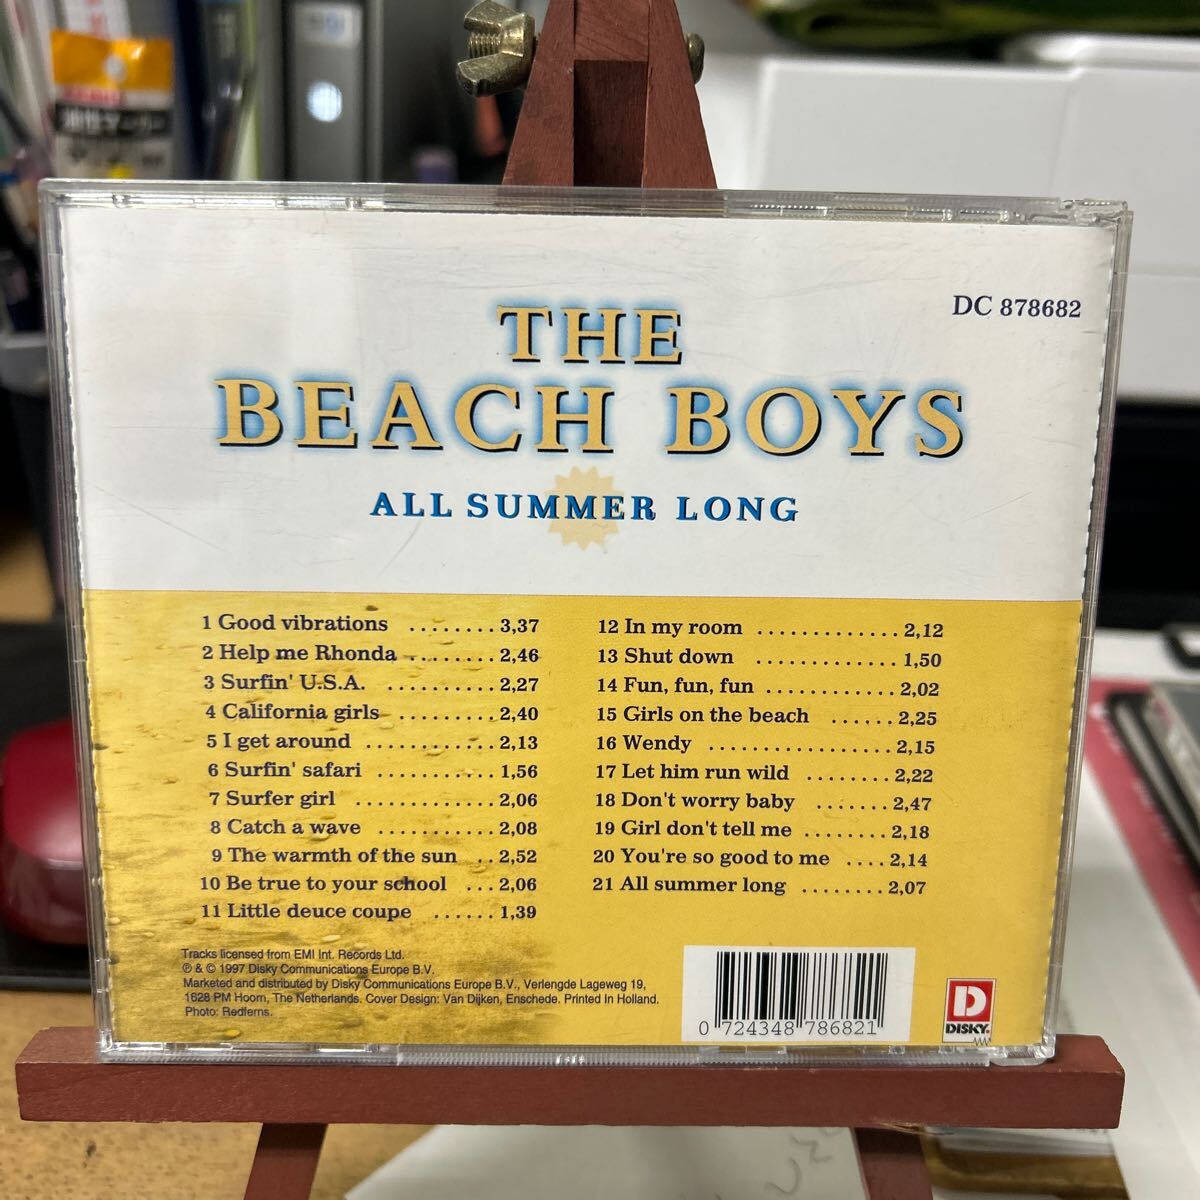 THE
BEACH BOYS
ALL SUMMER LONG
DC 878682
1 Good vibrations ........ 3,37
2 Help me Rhonda ........ 2,46
3 Surfin' U.S.A. .......... 2,27
4 California girls ......... 2,40
5 I get around ............ 2,13
6 Surfin' safari ........... 1,56
7 Surfer girl ............. 2,06
8 Catch a wave ........... 2,08
9 The warmth of the sun .. 2,52
10 Be true to your school ... 2,06
11 Little deuce coupe ...... 1,39
12 In my room ............. 2,12
13 Shut down ............. 1,50
14 Fun, fun, fun ............ 2,02
15 Girls on the beach ...... 2,25
16 Wendy ................. 2,15
17 Let him run wild ........ 2,22
18 Don't worry baby ....... 2,47
19 Girl don't tell me ........ 2,18
20 You're so good to me .... 2,14
21 All summer long ........ 2,07
Tracks licensed from EMI Int. Records Ltd.
℗ & © 1997 Disky Communications Europe B.V.
Marketed and distributed by Disky Communications Europe B.V., Verlengde Lageweg 19,
1628 PM Hoorn, The Netherlands. Cover Design: Van Dijken, Enschede. Printed in Holland.
Photo: Redferns.
0 724348 786821
D
DISKY.